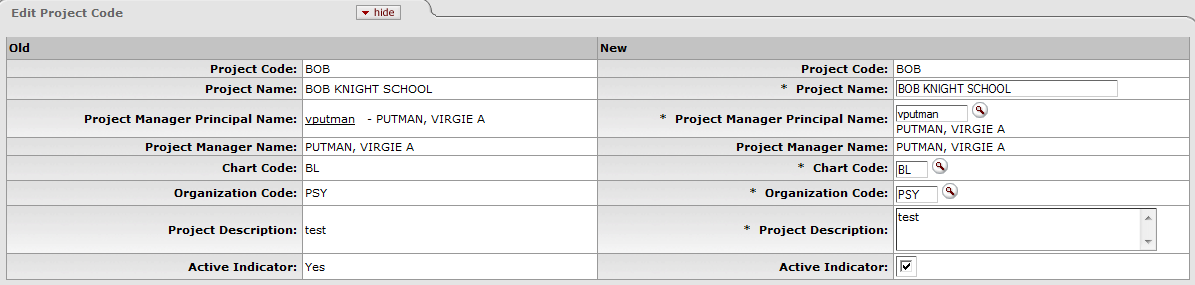 Edit Project Code
hide
Old New
Project Code: BOB Project Code: BOB
Project Name: BOB KNIGHT SCHOOL * Project Name: BOB KNIGHT SCHOOL
Project Manager Principal Name: vputman - PUTMAN, VIRGIE A * Project Manager Principal Name: vputman
PUTMAN, VIRGIE A
Project Manager Name: PUTMAN, VIRGIE A Project Manager Name: PUTMAN, VIRGIE A
Chart Code: BL * Chart Code: BL
Organization Code: PSY * Organization Code: PSY
Project Description: test * Project Description: test
Active Indicator: Yes Active Indicator: